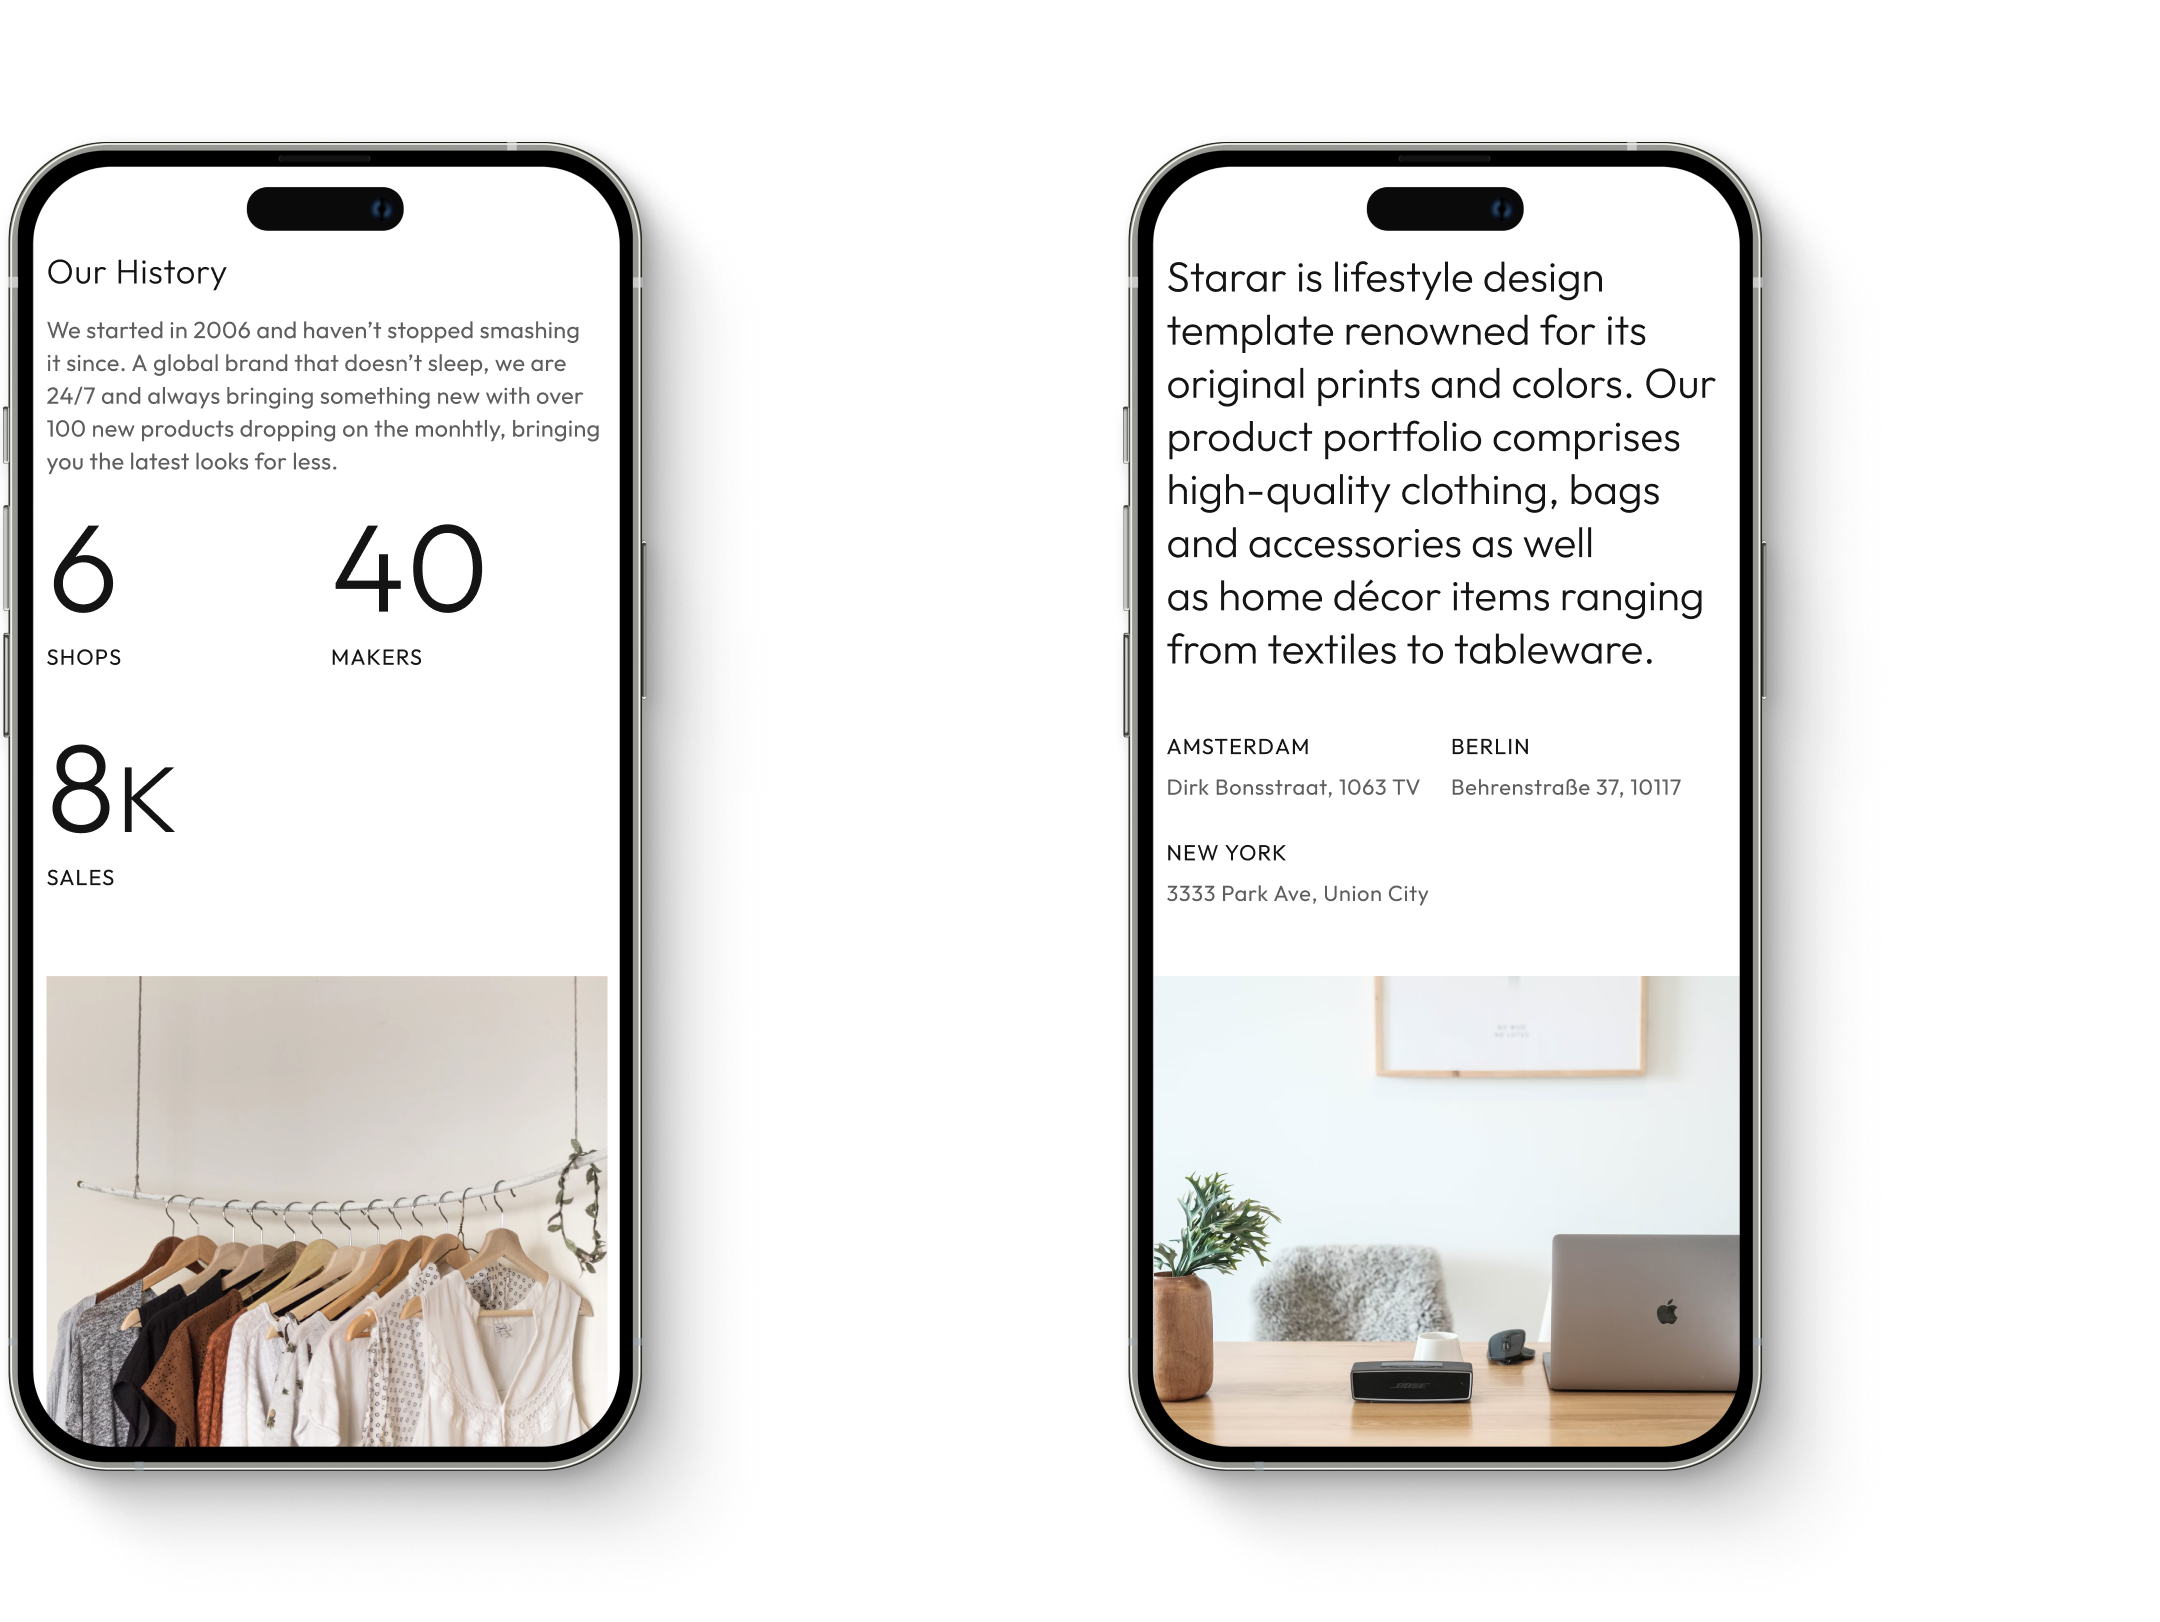 Our History
We started in 2006 and haven’t stopped smashing
it since. A global brand that doesn’t sleep, we are
24/7 and always bringing something new with over
100 new products dropping on the monhtly, bringing
you the latest looks for less.
6
40
SHOPS
MAKERS
8K
SALES
Starar is lifestyle design
template renowned for its
original prints and colors. Our
product portfolio comprises
high-quality clothing, bags
and accessories as well
as home décor items ranging
from textiles to tableware.
AMSTERDAM
BERLIN
Dirk Bonsstraat, 1063 TV
Behrenstraße 37, 10117
NEW YORK
3333 Park Ave, Union City
BOSE